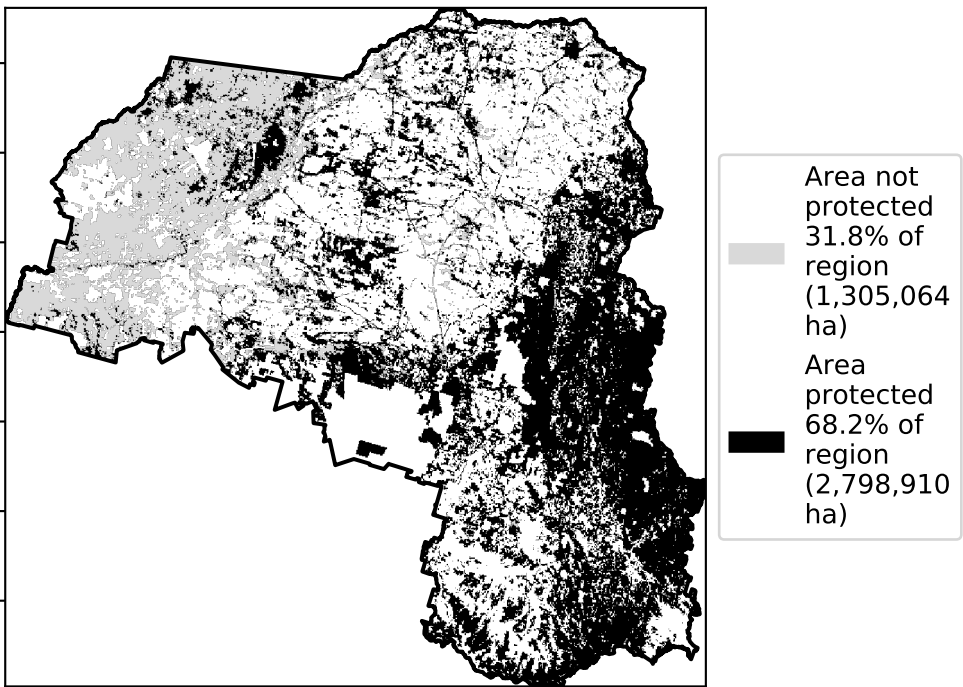 Area not
protected
31.8% of
region
(1,305,064
ha)
Area
protected
68.2% of
region
(2,798,910
ha)